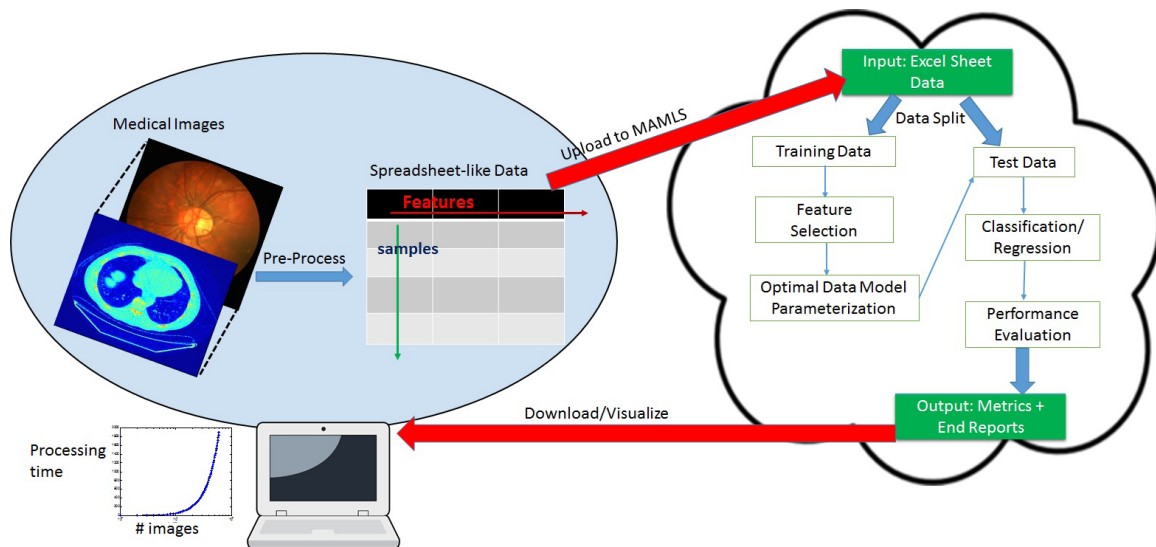 Medical Images
Pre-Process
Spreadsheet-like Data
Features
samples
Upload to MAMLS
Input: Excel Sheet
Data
Data Split
Training Data
Test Data
Feature
Selection
Classification/
Regression
Optimal Data Model
Parameterization
Performance
Evaluation
Output: Metrics +
End Reports
Download/Visualize
Processing
time
# images